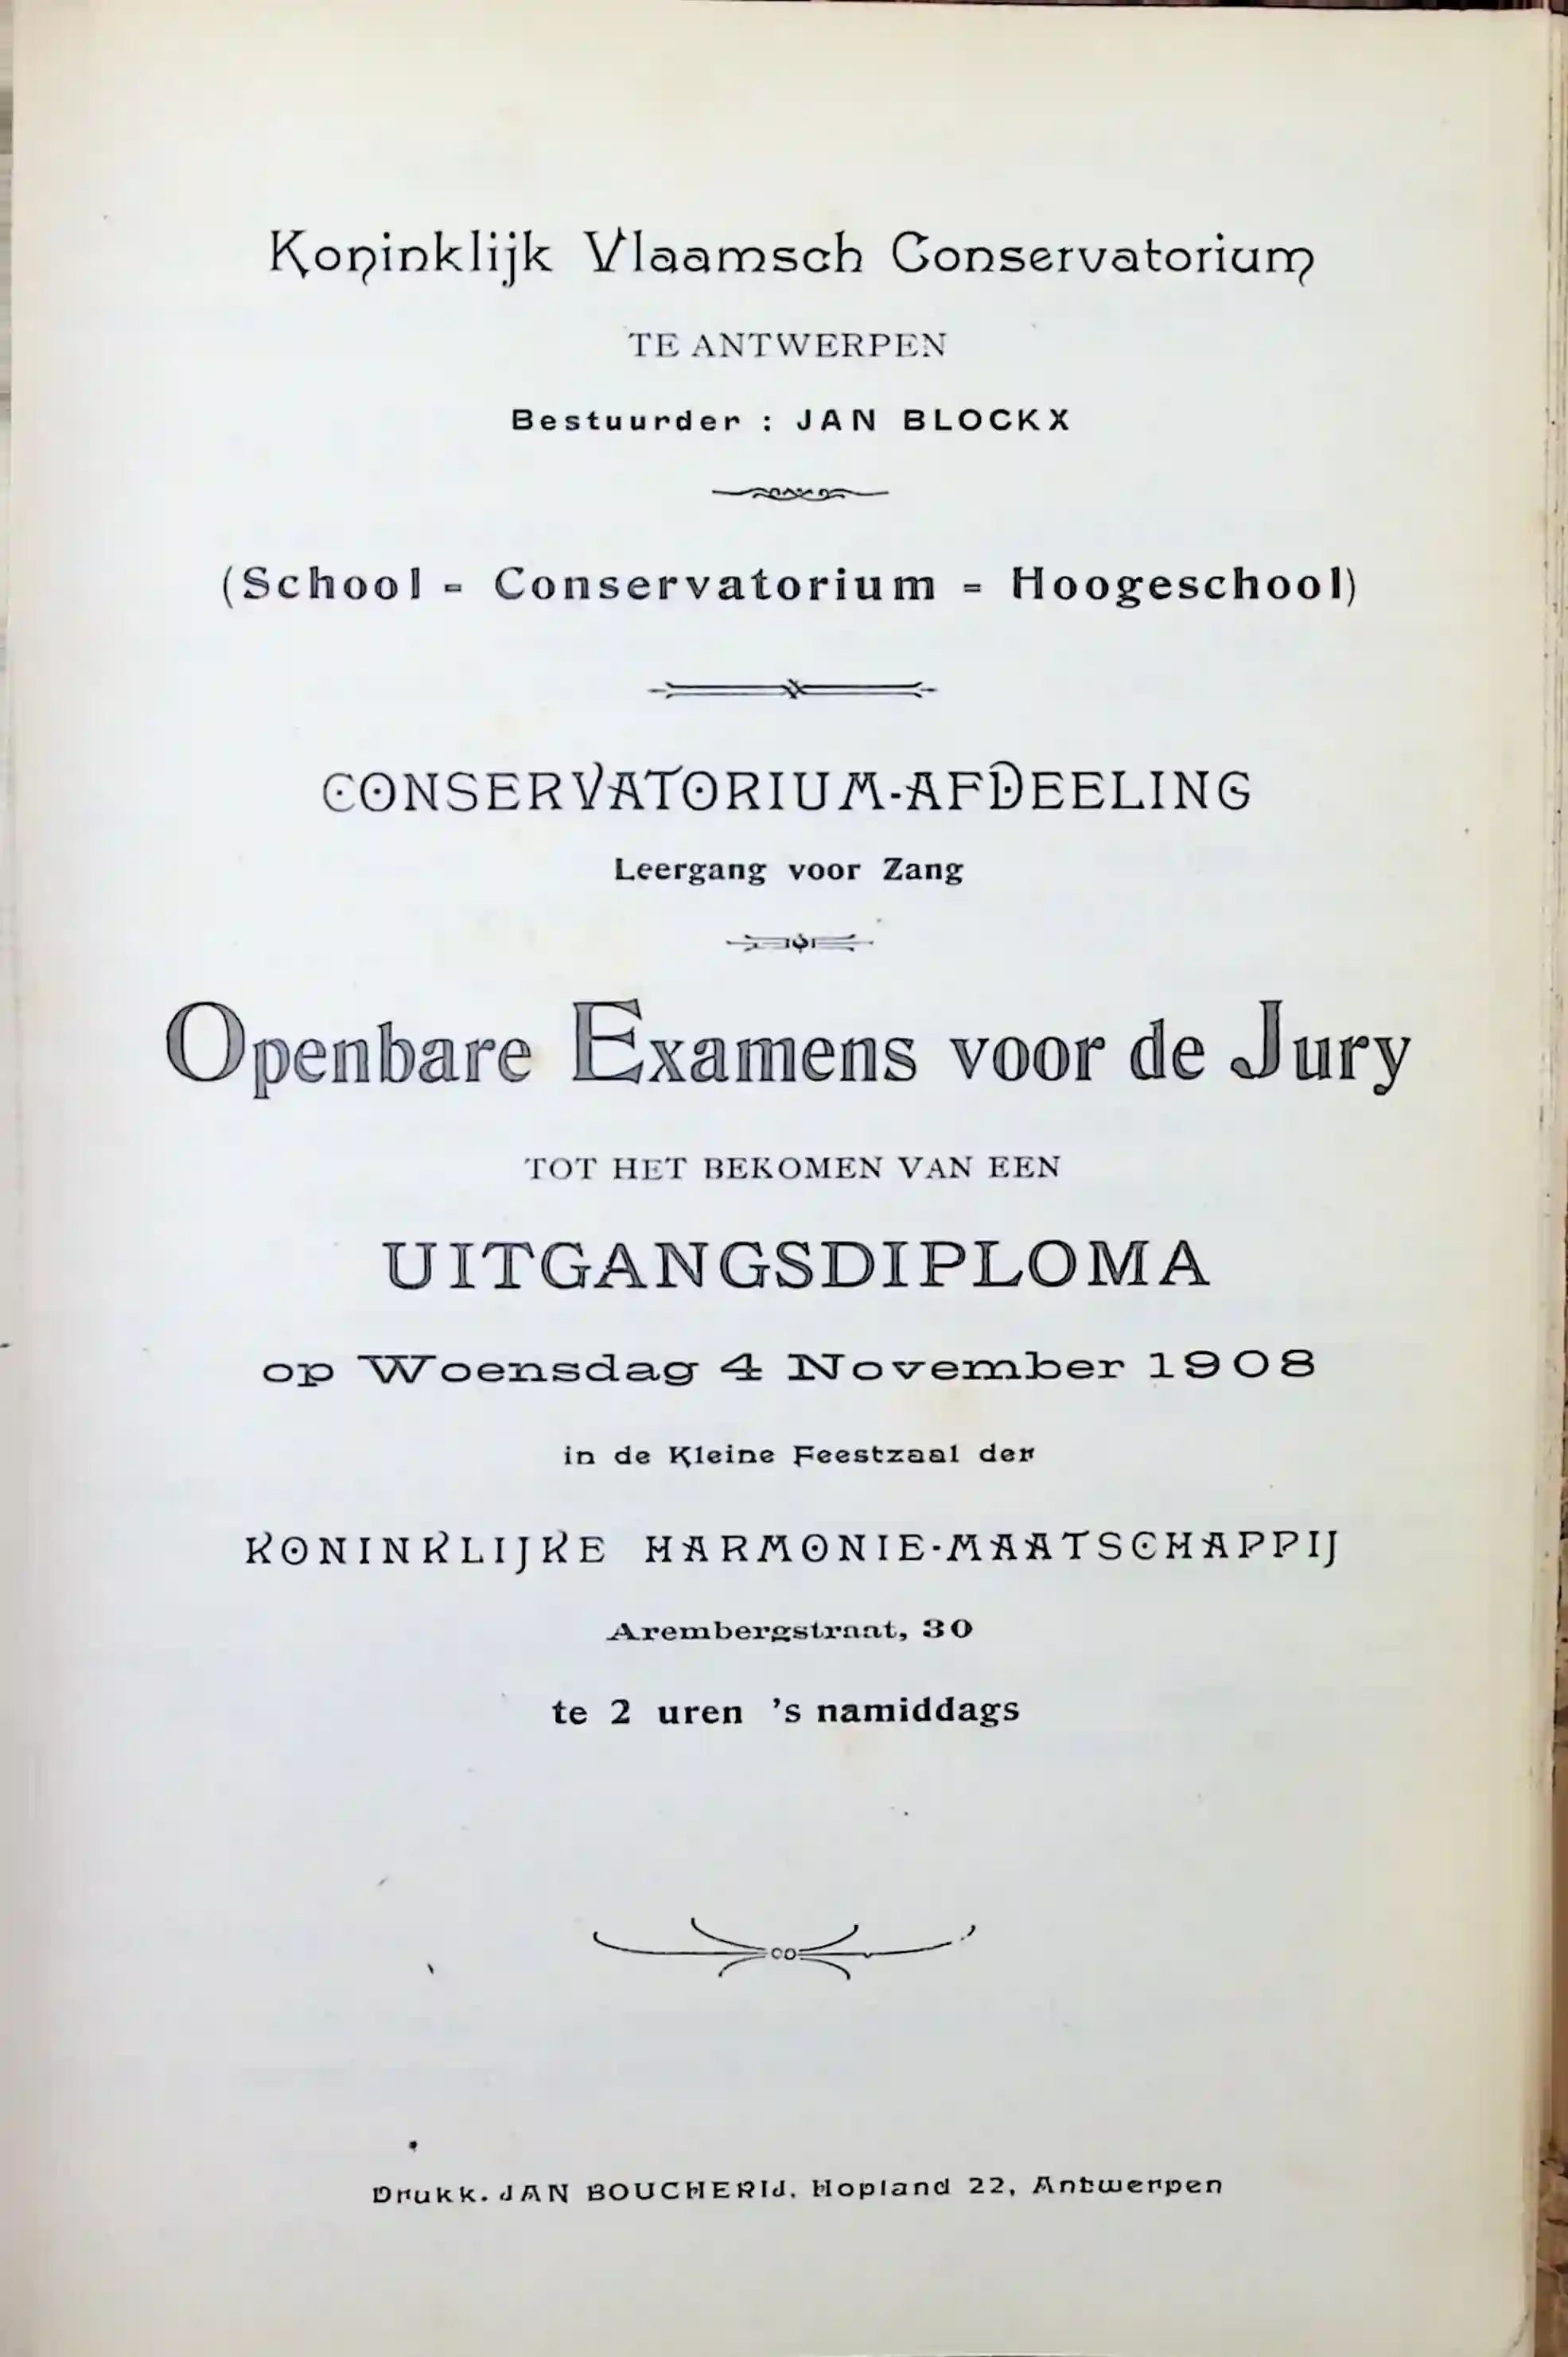 Koninklijk Vlaamsch Conservatorium
TE ANTWERPEN
Bestuurder : JAN BLOCKX
(School = Conservatorium = Hoogeschool)
CONSERVATORIUM-AFDEELING
Leergang voor Zang
Openbare Examens voor de Jury
TOT HET BEKOMEN VAN EEN
UITGANGSDIPLOMA
op Woensdag 4 November 1908
in de Kleine Feestzaal der
KONINKLIJKE HARMONIE-MAATSCHAPPIJ
Arembergstraat, 30
te 2 uren 's namiddags
Drukk. JAN BOUCHERIJ. Hopland 22, Antwerpen